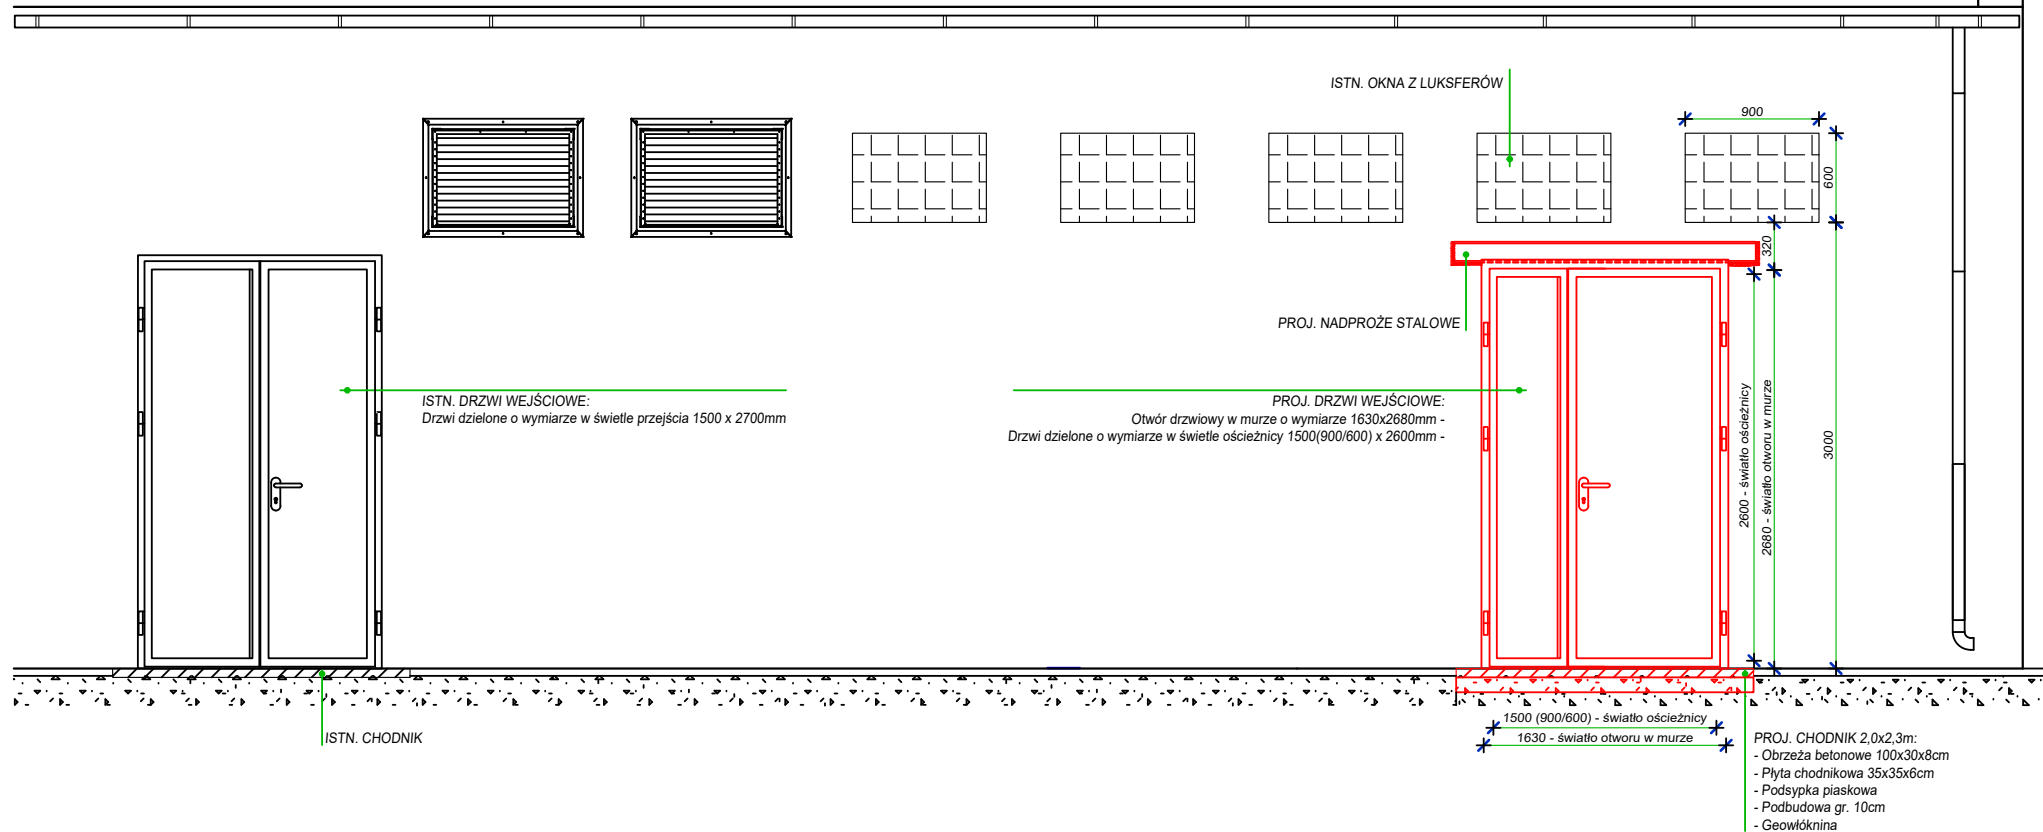 ISTN. OKNA Z LUKSFERÓW
900
600
320
PROJ. NADPROŻE STALOWE
ISTN. DRZWI WEJŚCIOWE:
Drzwi dzielone o wymiarze w świetle przejścia 1500 x 2700mm
PROJ. DRZWI WEJŚCIOWE:
Otwór drzwiowy w murze o wymiarze 1630x2680mm -
Drzwi dzielone o wymiarze w świetle ościeżnicy 1500(900/600) x 2600mm -
2600 - światło ościeżnicy
2680 - światło otworu w murze
3000
ISTN. CHODNIK
1500 (900/600) - światło ościeżnicy
1630 - światło otworu w murze
PROJ. CHODNIK 2,0x2,3m:
- Obrzeża betonowe 100x30x8cm
- Płyta chodnikowa 35x35x6cm
- Podsypka piaskowa
- Podbudowa gr. 10cm
- Geowłóknina